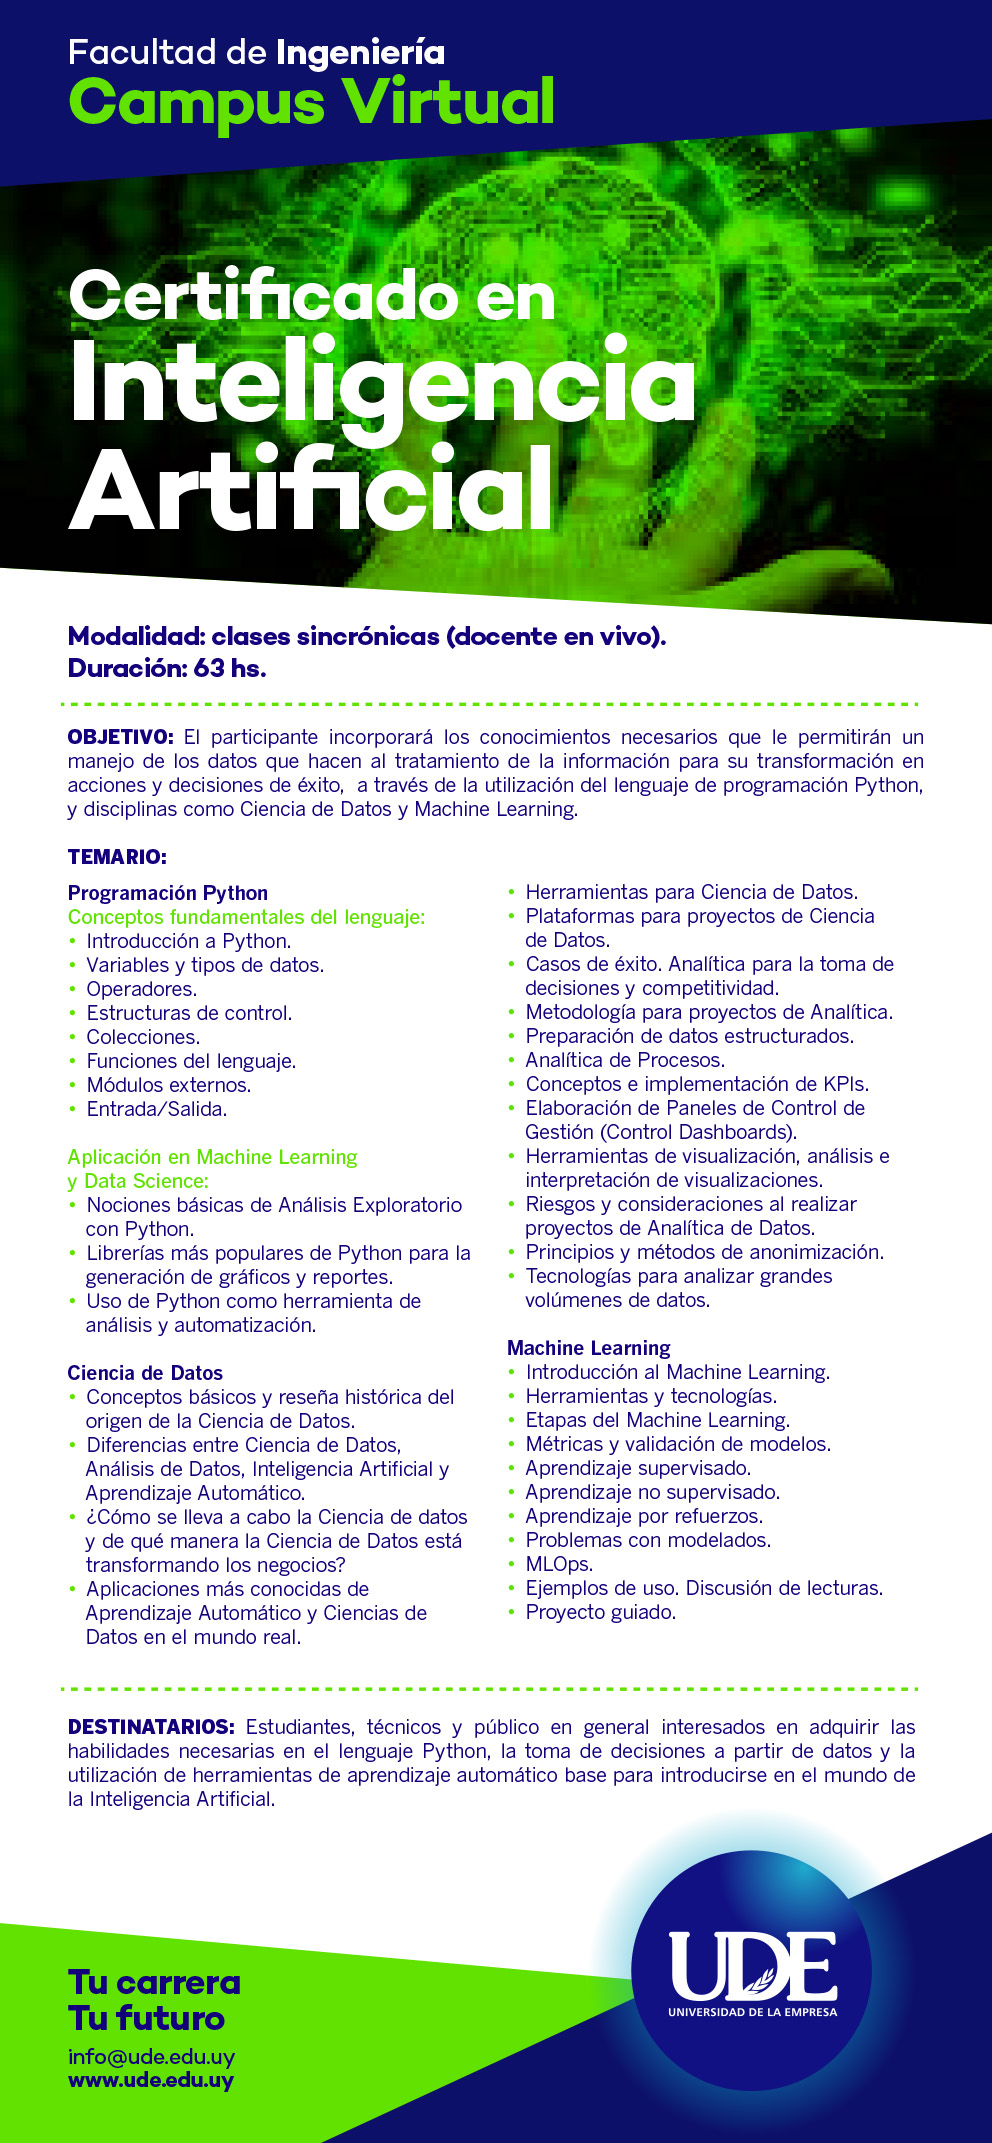 Facultad de Ingeniería
Campus Virtual
Certificado en
Inteligencia
Artificial
Modalidad: clases sincrónicas (docente en vivo).
Duración: 63 hs.
OBJETIVO: El participante incorporará los conocimientos necesarios que le permitirán un
manejo de los datos que hacen al tratamiento de la información para su transformación en
acciones y decisiones de éxito, a través de la utilización del lenguaje de programación Python,
y disciplinas como Ciencia de Datos y Machine Learning.
TEMARIO:
Programación Python
Conceptos fundamentales del lenguaje:
• Introducción a Python.
• Variables y tipos de datos.
• Operadores.
• Estructuras de control.
• Colecciones.
• Funciones del lenguaje.
• Módulos externos.
• Entrada/Salida.
Aplicación en Machine Learning
y Data Science:
• Nociones básicas de Análisis Exploratorio
con Python.
• Librerías más populares de Python para la
generación de gráficos y reportes.
• Uso de Python como herramienta de
análisis y automatización.
Ciencia de Datos
• Conceptos básicos y reseña histórica del
origen de la Ciencia de Datos.
• Diferencias entre Ciencia de Datos,
Análisis de Datos, Inteligencia Artificial y
Aprendizaje Automático.
• ¿Cómo se lleva a cabo la Ciencia de datos
y de qué manera la Ciencia de Datos está
transformando los negocios?
• Aplicaciones más conocidas de
Aprendizaje Automático y Ciencias de
Datos en el mundo real.
• Herramientas para Ciencia de Datos.
• Plataformas para proyectos de Ciencia
de Datos.
• Casos de éxito. Analítica para la toma de
decisiones y competitividad.
• Metodología para proyectos de Analítica.
• Preparación de datos estructurados.
• Analítica de Procesos.
• Conceptos e implementación de KPIs.
• Elaboración de Paneles de Control de
Gestión (Control Dashboards).
• Herramientas de visualización, análisis e
interpretación de visualizaciones.
• Riesgos y consideraciones al realizar
proyectos de Analítica de Datos.
• Principios y métodos de anonimización.
• Tecnologías para analizar grandes
volúmenes de datos.
Machine Learning
• Introducción al Machine Learning.
• Herramientas y tecnologías.
• Etapas del Machine Learning.
• Métricas y validación de modelos.
• Aprendizaje supervisado.
• Aprendizaje no supervisado.
• Aprendizaje por refuerzos.
• Problemas con modelados.
• MLOps.
• Ejemplos de uso. Discusión de lecturas.
• Proyecto guiado.
DESTINATARIOS: Estudiantes, técnicos y público en general interesados en adquirir las
habilidades necesarias en el lenguaje Python, la toma de decisiones a partir de datos y la
utilización de herramientas de aprendizaje automático base para introducirse en el mundo de
la Inteligencia Artificial.
Tu carrera
Tu futuro
info@ude.edu.uy
www.ude.edu.uy
UDE
UNIVERSIDAD DE LA EMPRESA